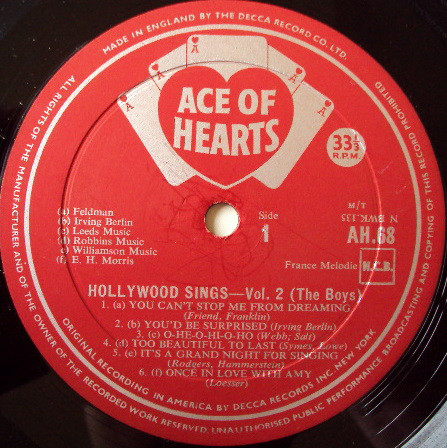 MADE IN ENGLAND BY THE DECCA RECORD CO. LTD.
ALL RIGHTS OF THE MANUFACTURER AND OF THE OWNER OF THE RECORDED WORK RESERVED. UNAUTHORISED PUBLIC PERFORMANCE BROADCASTING AND COPYING OF THIS RECORD PROHIBITED
A
A
A
A
ACE OF
HEARTS
33⅓
R.P.M.
(a) Feldman
(b) Irving Berlin
(c) Leeds Music
(d) Robbins Music
(e) Williamson Music
(f) E. H. Morris
Side
1
M/T
N BWE.135
AH.68
France Melodie
N.C.B.
HOLLYWOOD SINGS—Vol. 2 (The Boys)
1. (a) YOU CAN'T STOP ME FROM DREAMING
(Friend, Franklin)
2. (b) YOU'D BE SURPRISED (Irving Berlin)
3. (c) O-HE-O-HI-O-HO (Webb; Salt)
4. (d) TOO BEAUTIFUL TO LAST (Symes, Lowe)
5. (e) IT'S A GRAND NIGHT FOR SINGING
(Rodgers, Hammerstein)
6. (f) ONCE IN LOVE WITH AMY
(Loesser)
ORIGINAL RECORDING IN AMERICA BY DECCA RECORDS INC.